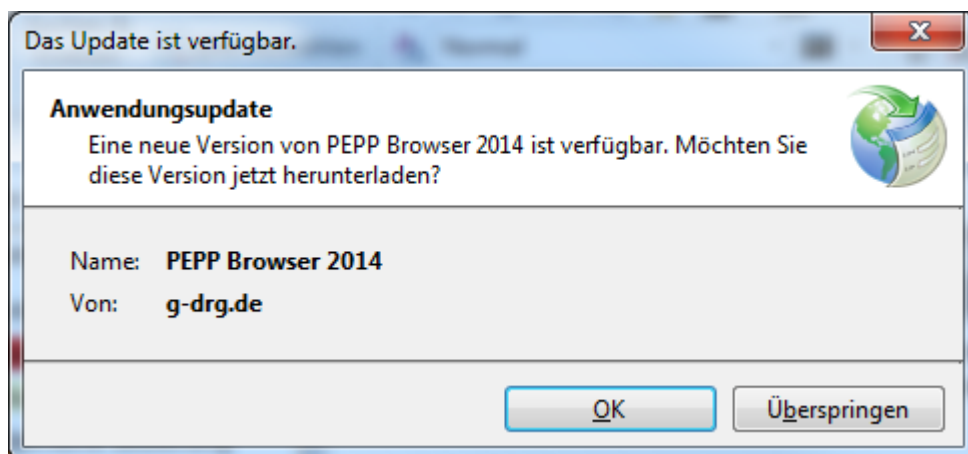 Das Update ist verfügbar.
Anwendungsupdate
Eine neue Version von PEPP Browser 2014 ist verfügbar. Möchten Sie
diese Version jetzt herunterladen?
Name: PEPP Browser 2014
Von: g-drg.de
OK
Überspringen